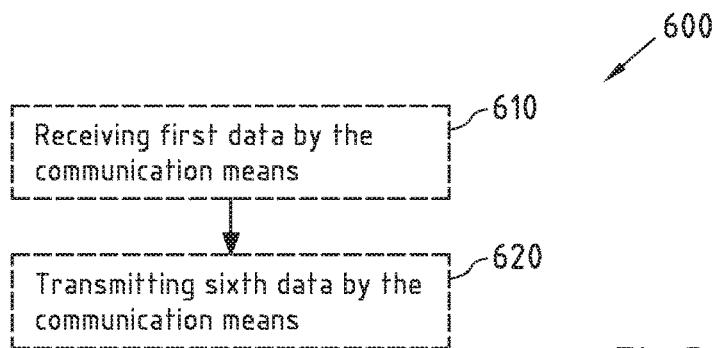 600
610
Receiving first data by the
communication means
620
Transmitting sixth data by the
communication means